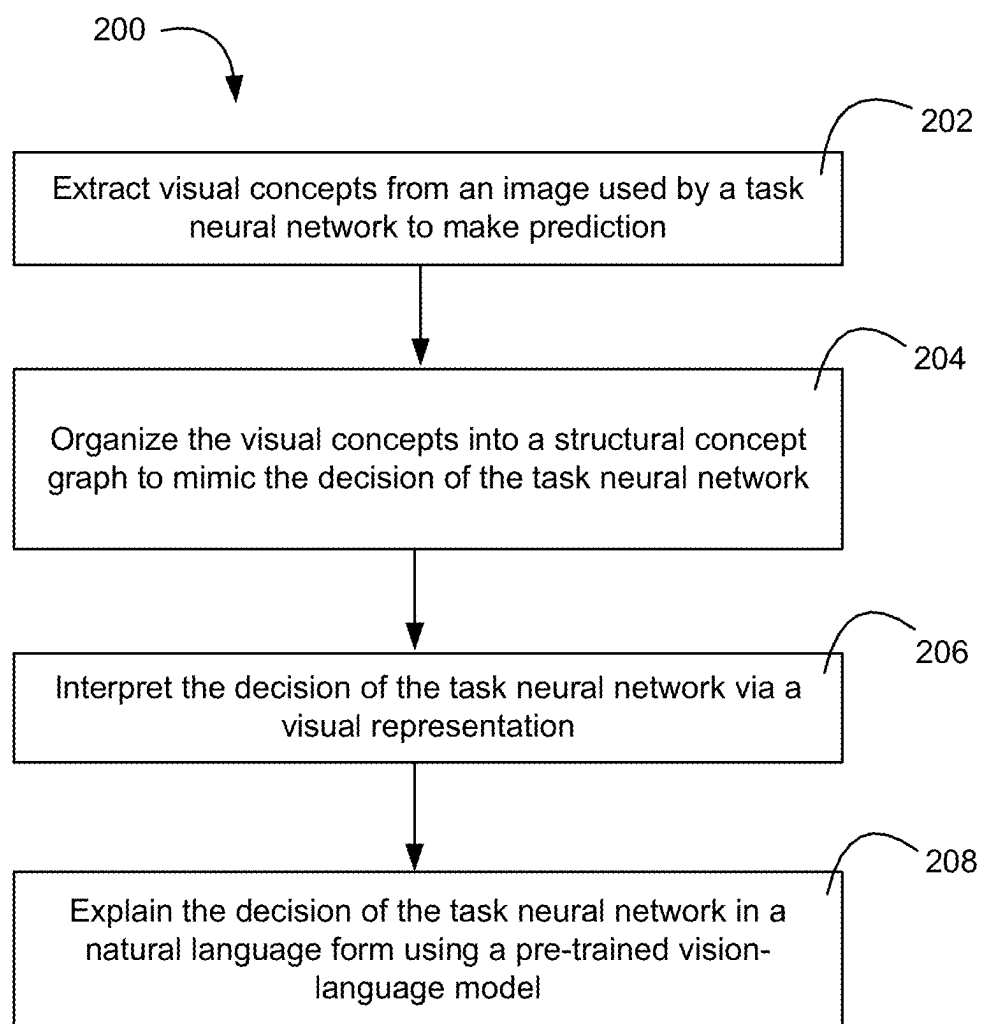 200
202
Extract visual concepts from an image used by a task
neural network to make prediction
204
Organize the visual concepts into a structural concept
graph to mimic the decision of the task neural network
206
Interpret the decision of the task neural network via a
visual representation
208
Explain the decision of the task neural network in a
natural language form using a pre-trained vision-
language model